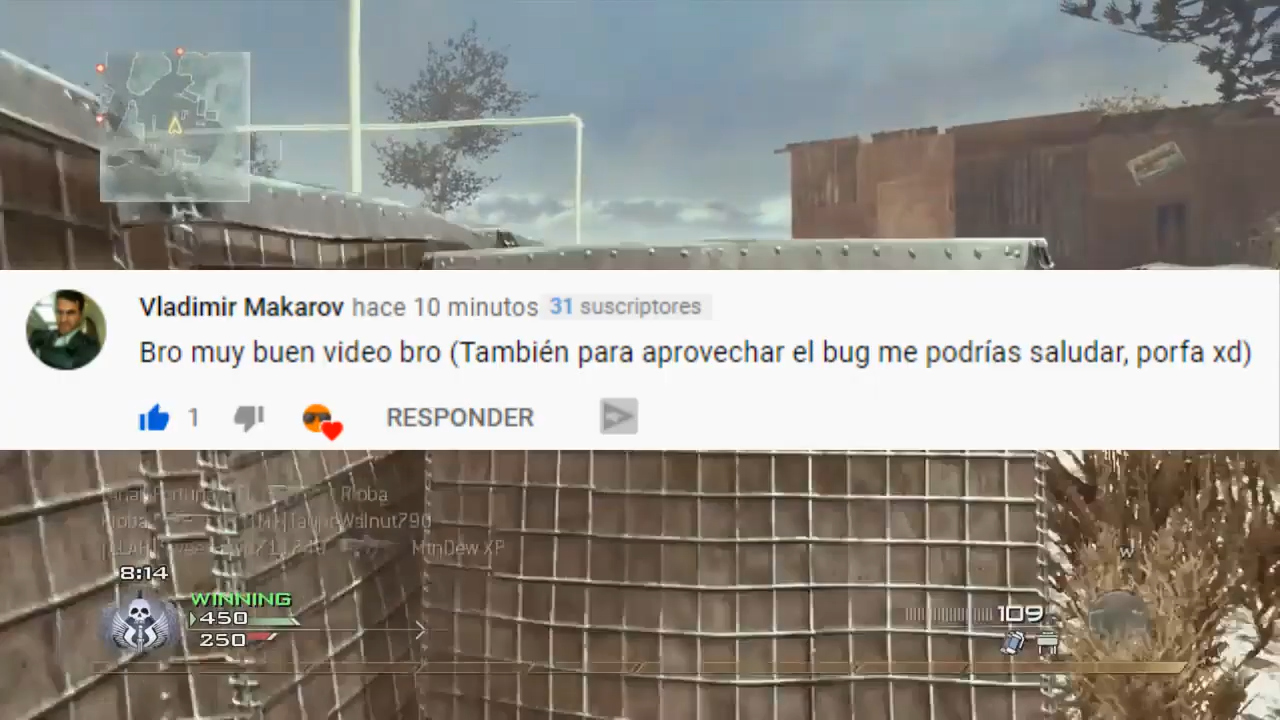 Vladimir Makarov hace 10 minutos 31 suscriptores
Bro muy buen video bro (También para aprovechar el bug me podrías saludar, porfa xd)
1 RESPONDER
Rioba
Rioba
MtnDew XP
W
8:14
WINNING
450
250
109